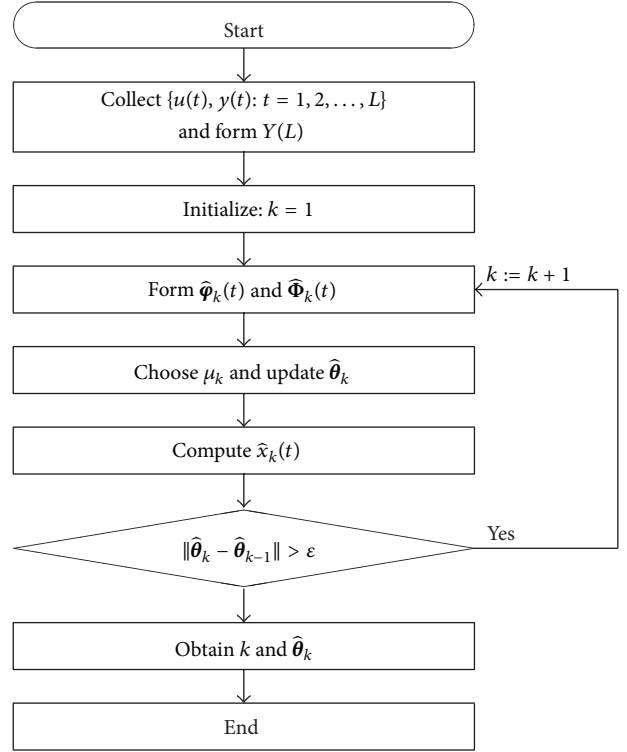 Start
Collect {u(t), y(t): t = 1, 2, . . . , L}
and form Y(L)
Initialize: k = 1
k := k + 1
Form φ̂ₖ(t) and Φ̂ₖ(t)
Choose μₖ and update θ̂ₖ
Compute x̂ₖ(t)
Yes
‖θ̂ₖ − θ̂ₖ₋₁‖ > ε
Obtain k and θ̂ₖ
End